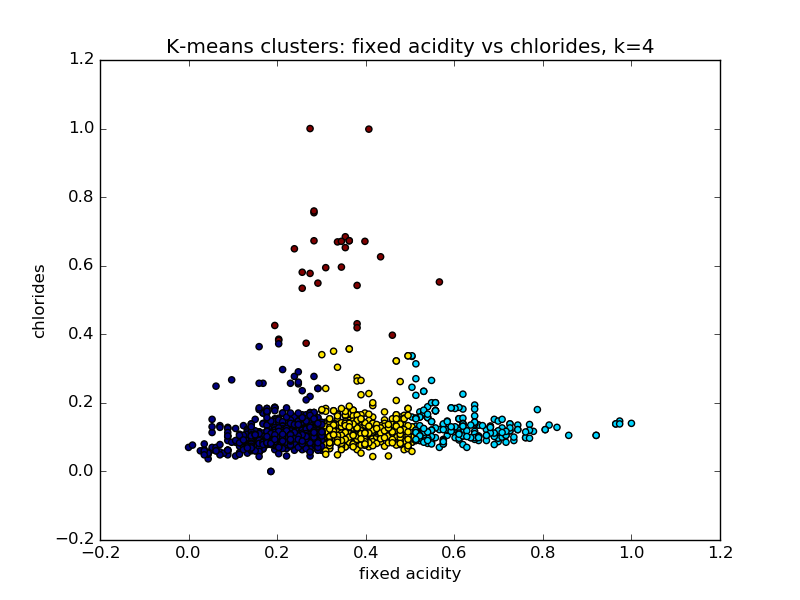 K-means clusters: fixed acidity vs chlorides, k=4
1.2
1.0
0.8
0.6
0.4
0.2
0.0
−0.2
chlorides
−0.2 0.0 0.2 0.4 0.6 0.8 1.0 1.2
fixed acidity